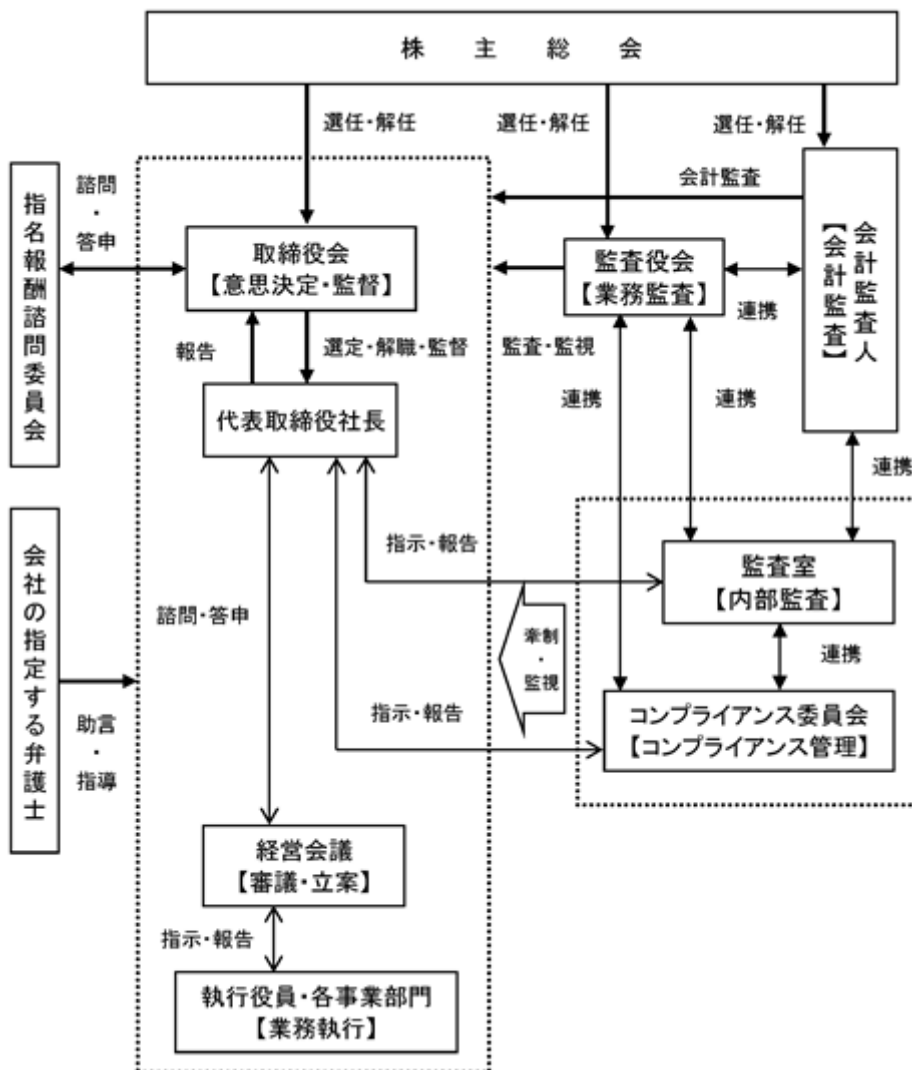 株主総会
選任・解任
選任・解任
選任・解任
指名報酬諮問委員会
諮問
・
答申
会計監査
会計監査人
【会計監査】
取締役会
【意思決定・監督】
監査役会
【業務監査】
連携
報告
選定・解職・監督
監査・監視
代表取締役社長
連携
連携
連携
会社の指定する弁護士
助言
・
指導
指示・報告
監査室
【内部監査】
諮問・答申
牽制
・
監視
連携
指示・報告
コンプライアンス委員会
【コンプライアンス管理】
経営会議
【審議・立案】
指示・報告
執行役員・各事業部門
【業務執行】